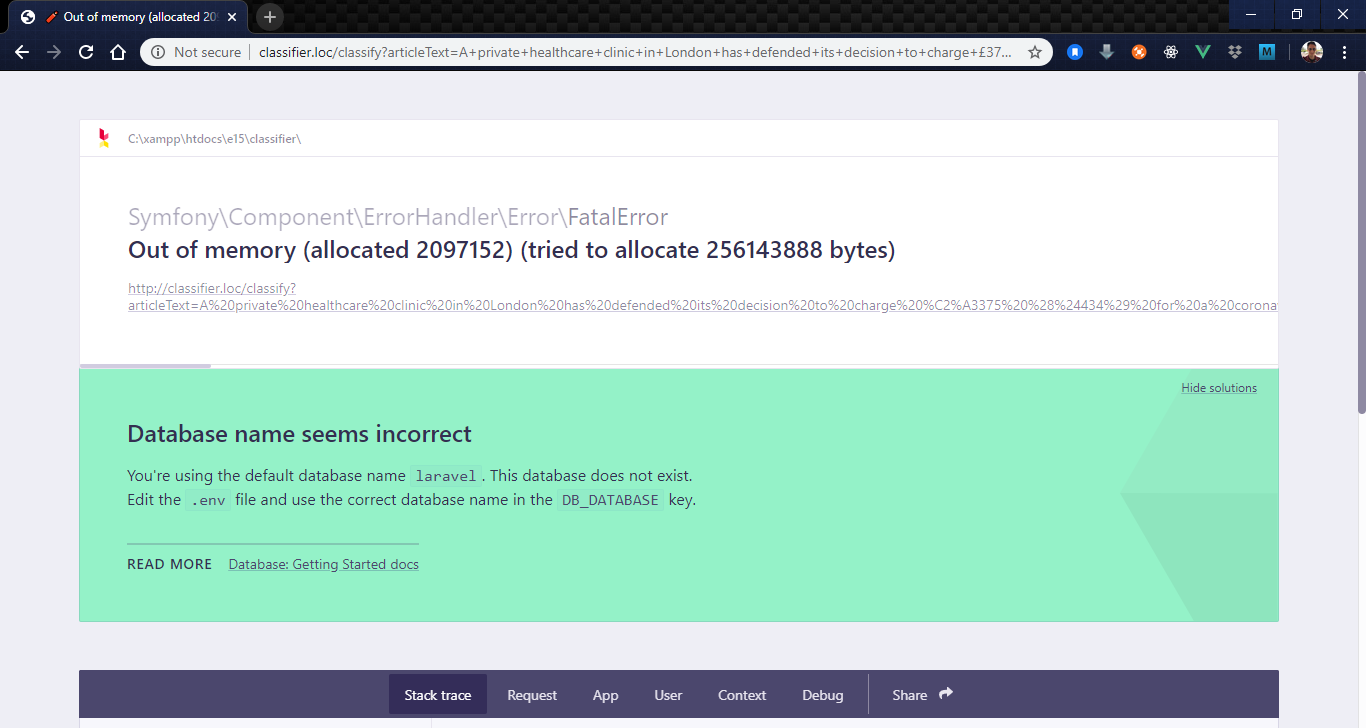 Out of memory (allocated 209
Not secure
classifier.loc/classify?articleText=A+private+healthcare+clinic+in+London+has+defended+its+decision+to+charge+£37...
M
C:\xampp\htdocs\e15\classifier\
Symfony\Component\ErrorHandler\Error\FatalError
Out of memory (allocated 2097152) (tried to allocate 256143888 bytes)
http://classifier.loc/classify?
articleText=A%20private%20healthcare%20clinic%20in%20London%20has%20defended%20its%20decision%20to%20charge%20%C2%A3375%20%28%24434%29%20for%20a%20corona
Hide solutions
Database name seems incorrect
You're using the default database name laravel. This database does not exist.
Edit the .env file and use the correct database name in the DB_DATABASE key.
READ MORE Database: Getting Started docs
Stack trace Request App User Context Debug Share